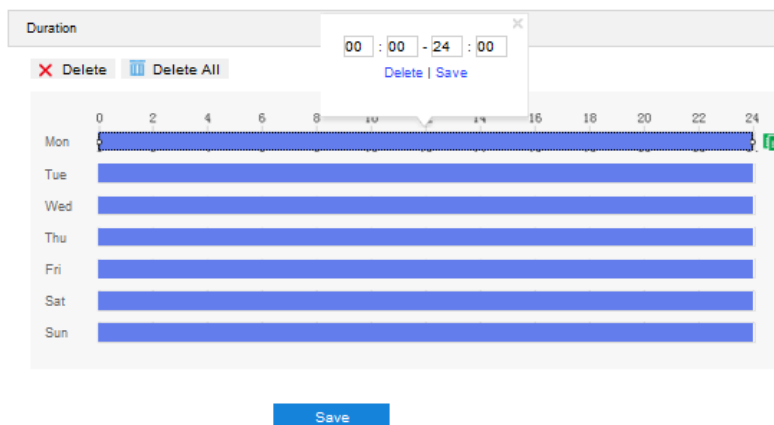 Duration
00 : 00 - 24 : 00
Delete | Save
Delete Delete All
0 2 4 6 8 10 14 16 18 20 22 24
Mon
Tue
Wed
Thu
Fri
Sat
Sun
Save